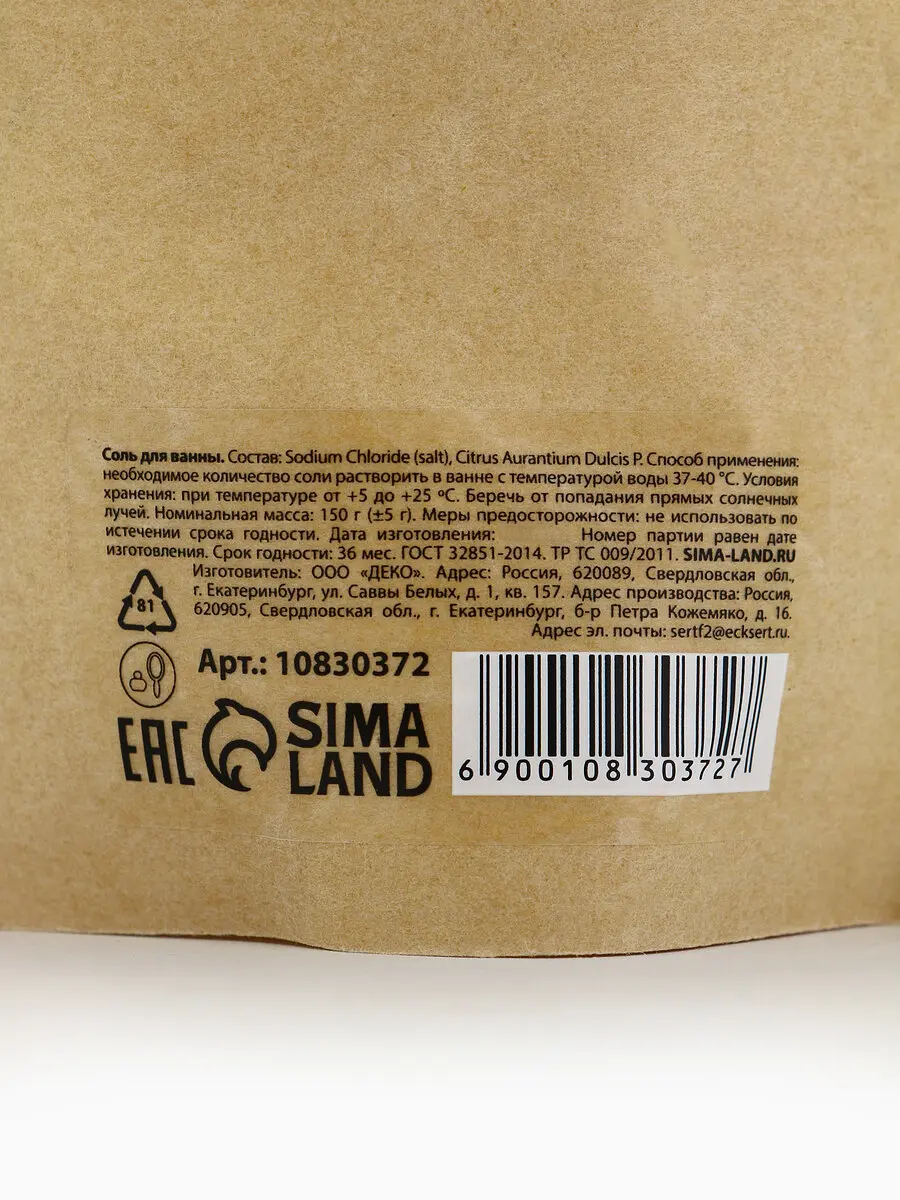 Соль для ванны. Состав: Sodium Chloride (salt), Citrus Aurantium Dulcis P. Способ применения:
необходимое количество соли растворить в ванне с температурой воды 37-40 °С. Условия
хранения: при температуре от +5 до +25 ºС. Беречь от попадания прямых солнечных
лучей. Номинальная масса: 150 г (±5 г). Меры предосторожности: не использовать по
истечении срока годности. Дата изготовления: Номер партии равен дате
изготовления. Срок годности: 36 мес. ГОСТ 32851-2014. ТР ТС 009/2011. SIMA-LAND.RU
Изготовитель: ООО «ДЕКО». Адрес: Россия, 620089, Свердловская обл.,
г. Екатеринбург, ул. Саввы Белых, д. 1, кв. 157. Адрес производства: Россия,
620905, Свердловская обл., г. Екатеринбург, б-р Петра Кожемяко, д. 16.
Адрес эл. почты: sertf2@ecksert.ru.
81
Арт.: 10830372
EAC
SIMA
LAND
6 900108 303727